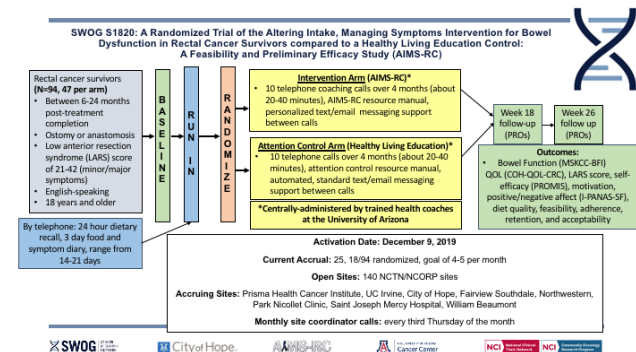 SWOG S1820: A Randomized Trial of the Altering Intake, Managing Symptoms Intervention for Bowel
Dysfunction in Rectal Cancer Survivors compared to a Healthy Living Education Control:
A Feasibility and Preliminary Efficacy Study (AIMS-RC)
Rectal cancer survivors
(N=94, 47 per arm)
• Between 6-24 months
post-treatment
completion
• Ostomy or anastomosis
• Low anterior resection
syndrome (LARS) score
of 21-42 (minor/major
symptoms)
• English-speaking
• 18 years and older
By telephone: 24 hour dietary
recall, 3 day food and
symptom diary, range from
14-21 days
BASELINE
RUN IN
RANDOMIZE
Intervention Arm (AIMS-RC)*
• 10 telephone coaching calls over 4 months (about
20-40 minutes), AIMS-RC resource manual,
personalized text/email messaging support
between calls
Attention Control Arm (Healthy Living Education)*
• 10 telephone calls over 4 months (about 20-40
minutes), attention control resource manual,
automated, standard text/email messaging
support between calls
*Centrally-administered by trained health coaches
at the University of Arizona
Week 18
follow-up
(PROs)
Week 26
follow up
(PROs)
Outcomes:
• Bowel Function (MSKCC-BFI)
QOL (COH-QOL-CRC), LARS score, self-
efficacy (PROMIS), motivation,
positive/negative affect (I-PANAS-SF),
diet quality, feasibility, adherence,
retention, and acceptability
Activation Date: December 9, 2019
Current Accrual: 25, 18/94 randomized, goal of 4-5 per month
Open Sites: 140 NCTN/NCORP sites
Accruing Sites: Prisma Health Cancer Institute, UC Irvine, City of Hope, Fairview Southdale, Northwestern,
Park Nicollet Clinic, Saint Joseph Mercy Hospital, William Beaumont
Monthly site coordinator calls: every third Thursday of the month
SWOG
City of Hope.
AIMS-RC
Cancer Center
NCI
NCI